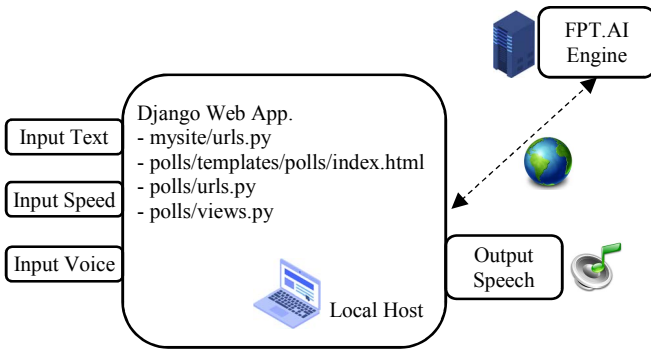 FPT.AI
Engine
Django Web App.
- mysite/urls.py
- polls/templates/polls/index.html
- polls/urls.py
- polls/views.py
Input Text
Input Speed
Input Voice
Local Host
Output
Speech